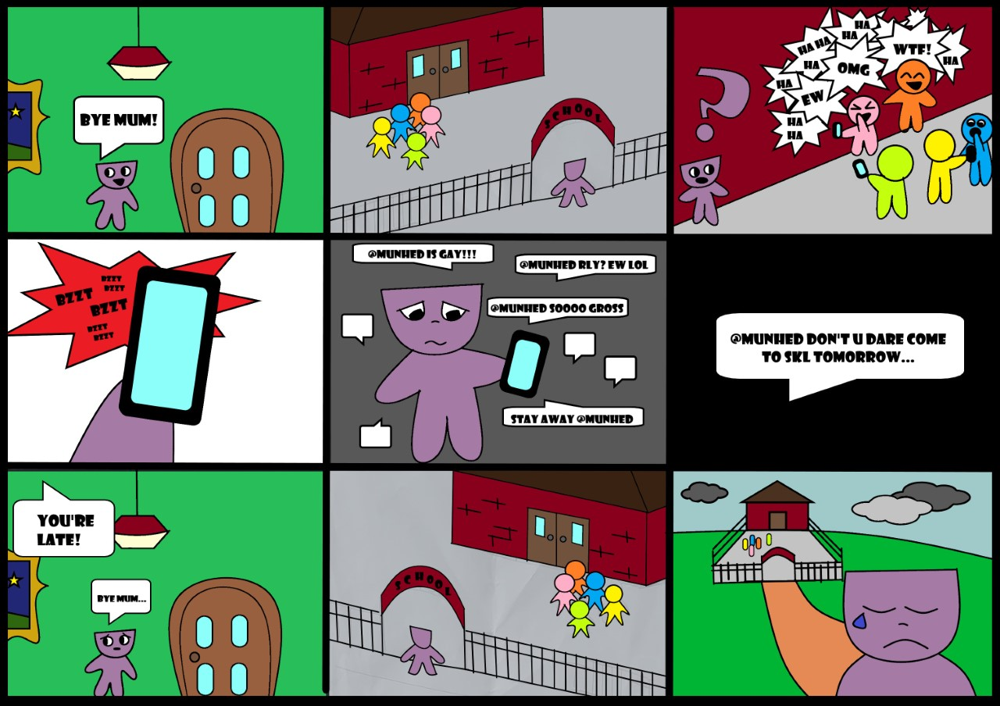 BYE MUM!
SCHOOL
HA
HA
HA HA
HA
WTF!
HA
OMG
HA
EW
HA
HA
BZZT
BZZT
BZZT
BZZT
BZZT
BZZT
@MUNHED IS GAY!!!
@MUNHED RLY? EW LOL
@MUNHED SOOOO GROSS
STAY AWAY @MUNHED
@MUNHED DON'T U DARE COME
TO SKL TOMORROW...
YOU'RE
LATE!
BYE MUM...
SCHOOL